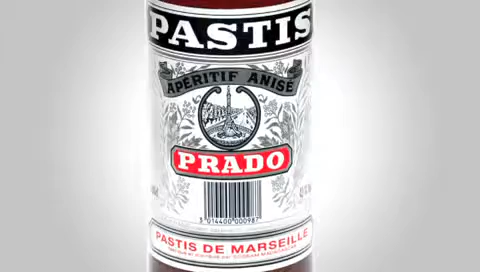 PASTIS
APÉRITIF ANISÉ
PRADO
3 014400 000987
PASTIS DE MARSEILLE